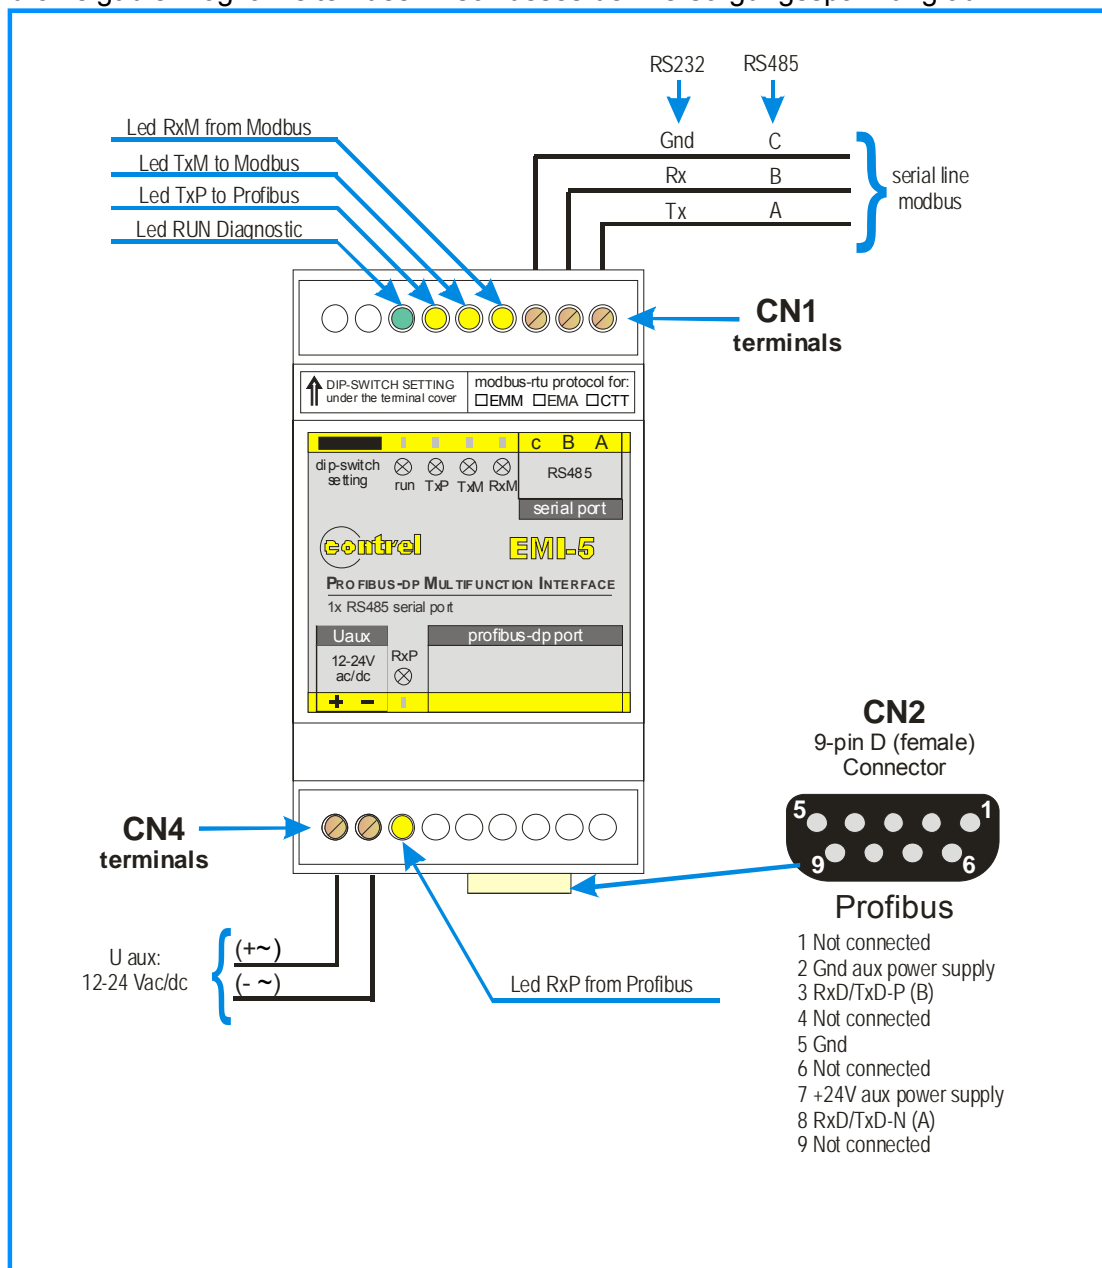 RS232 RS485
Led RxM from Modbus
Led TxM to Modbus
Led TxP to Profibus
Led RUN Diagnostic
Gnd C
Rx B
Tx A
serial line
modbus
CN1
terminals
DIP-SWITCH SETTING
under the terminal cover
modbus-rtu protocol for:
EMM EMA CTT
c B A
dip-switch
setting
run TxP TxM RxM
RS485
serial port
contrel
EMI-5
PROFIBUS-DP MULTIFUNCTION INTERFACE
1x RS485 serial port
Uaux
12-24V
ac/dc
RxP
profibus-dp port
+ -
CN2
9-pin D (female)
Connector
5 1
9 6
Profibus
1 Not connected
2 Gnd aux power supply
3 RxD/TxD-P (B)
4 Not connected
5 Gnd
6 Not connected
7 +24V aux power supply
8 RxD/TxD-N (A)
9 Not connected
CN4
terminals
U aux:
12-24 Vac/dc
(+~)
(- ~)
Led RxP from Profibus